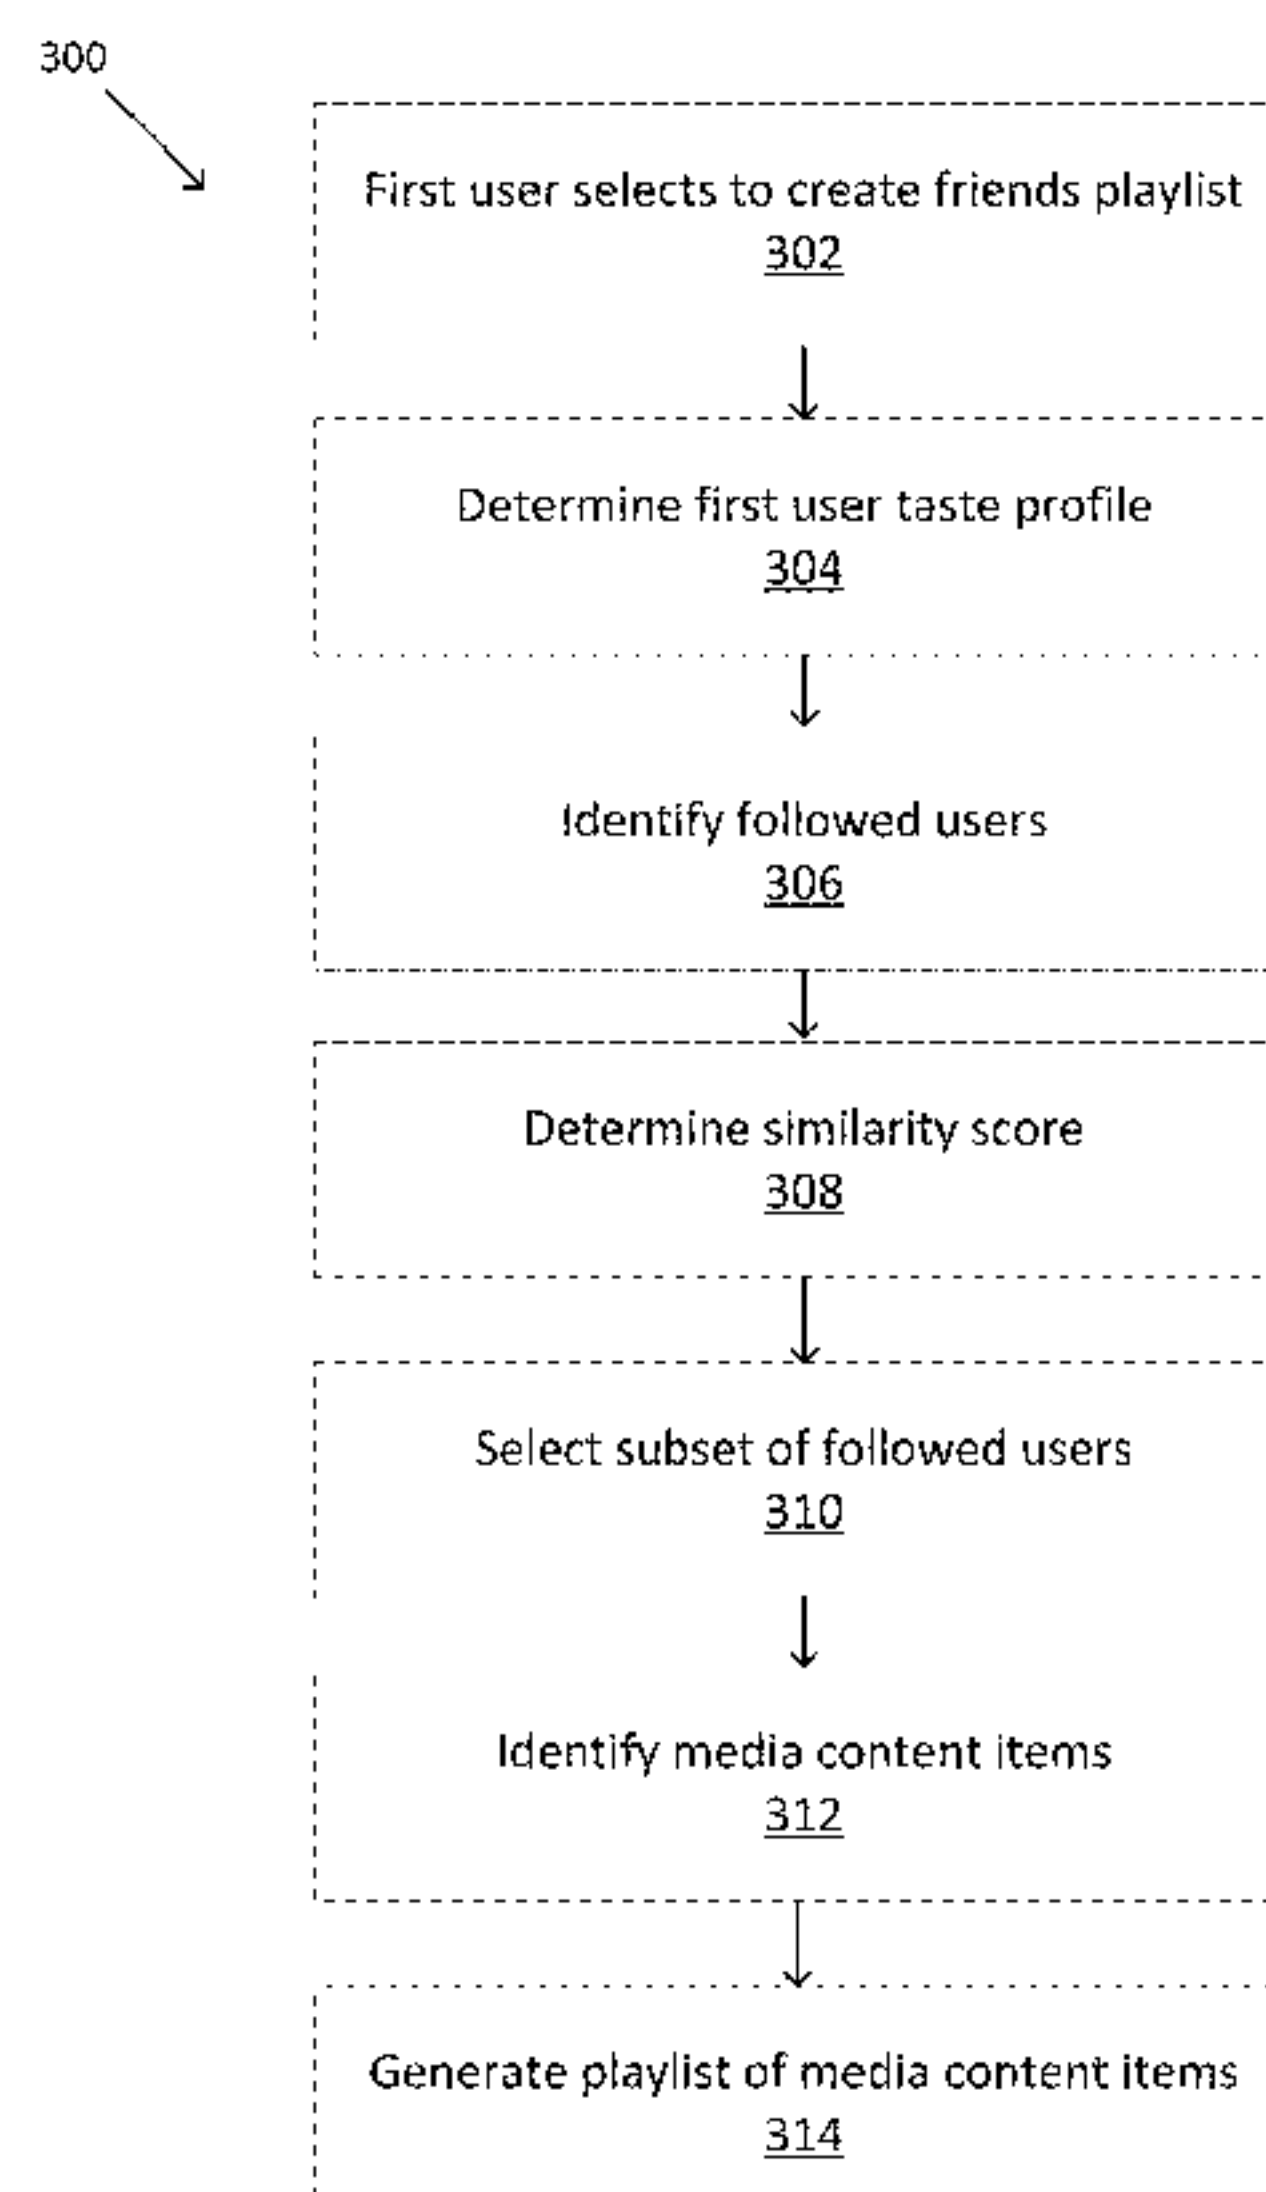 300
First user selects to create friends playlist
302
Determine first user taste profile
304
Identify followed users
306
Determine similarity score
308
Select subset of followed users
310
Identify media content items
312
Generate playlist of media content items
314